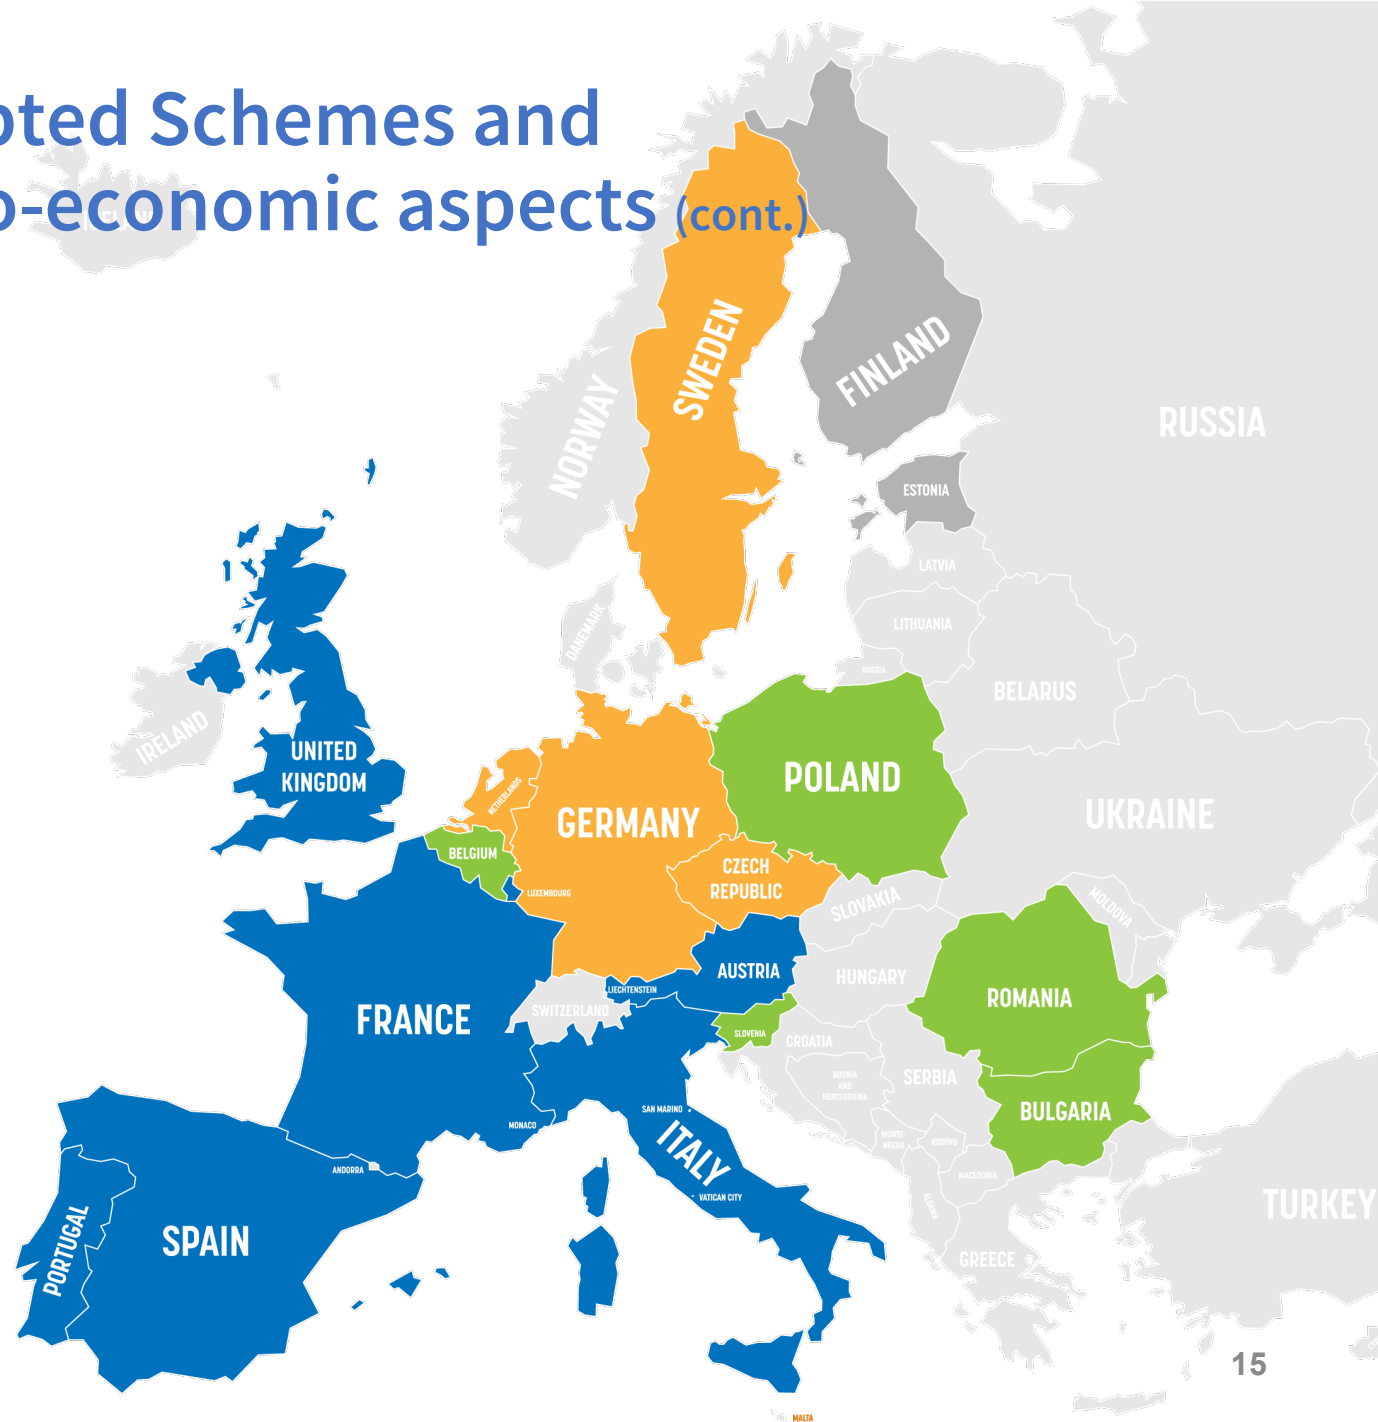 pted Schemes and
o-economic aspects (cont.)
SWEDEN
FINLAND
NORWAY
RUSSIA
ESTONIA
LATVIA
DANEMARK
LITHUANIA
RUSSIA
BELARUS
IRELAND
UNITED
KINGDOM
NETHERLANDS
GERMANY
POLAND
UKRAINE
BELGIUM
CZECH
REPUBLIC
LUXEMBOURG
SLOVAKIA
MOLDOVA
AUSTRIA
HUNGARY
LIECHTENSTEIN
ROMANIA
FRANCE
SWITZERLAND
SLOVENIA
CROATIA
BOSNIA
AND
HERCEGOVINA
SERBIA
SAN MARINO
BULGARIA
MONACO
ITALY
MONTE-
NEGRO
KOSOVO
ANDORRA
MACEDONIA
VATICAN CITY
ALBANIA
TURKEY
PORTUGAL
SPAIN
GREECE
15
MALTA